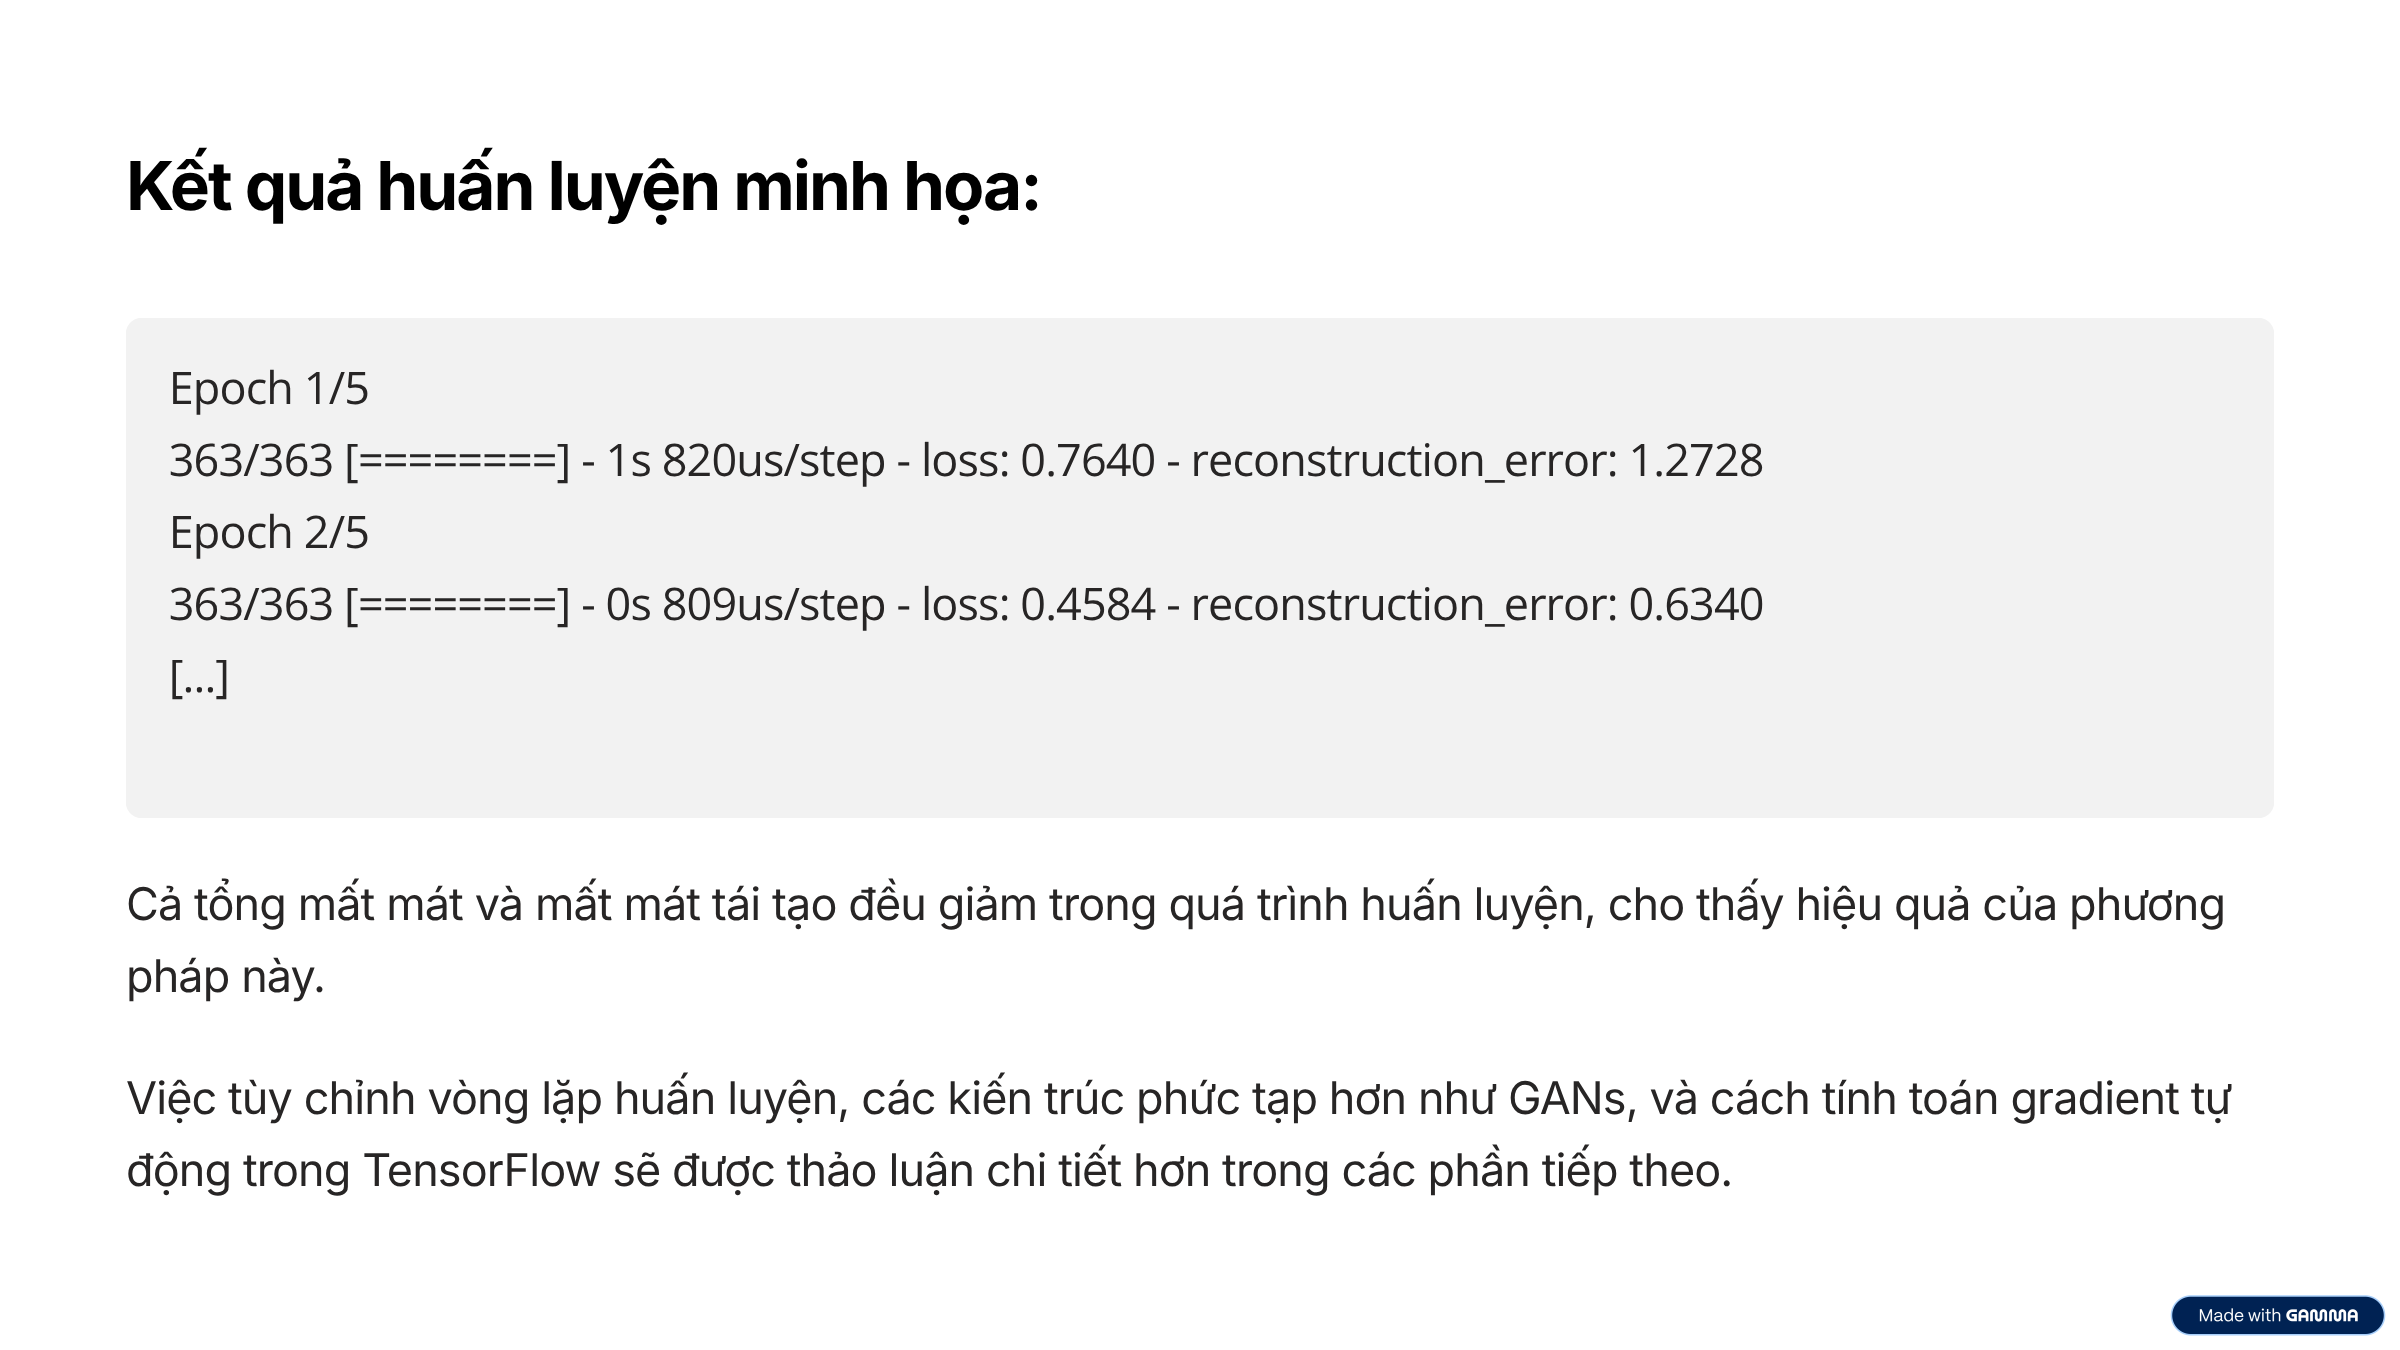 Kết quả huấn luyện minh họa:
Epoch 1/5
363/363 [========] - 1s 820us/step - loss: 0.7640 - reconstruction_error: 1.2728
Epoch 2/5
363/363 [========] - 0s 809us/step - loss: 0.4584 - reconstruction_error: 0.6340
[...]
Cả tổng mất mát và mất mát tái tạo đều giảm trong quá trình huấn luyện, cho thấy hiệu quả của phương
pháp này.
Việc tùy chỉnh vòng lặp huấn luyện, các kiến trúc phức tạp hơn như GANs, và cách tính toán gradient tự
động trong TensorFlow sẽ được thảo luận chi tiết hơn trong các phần tiếp theo.
Made with GAMMA